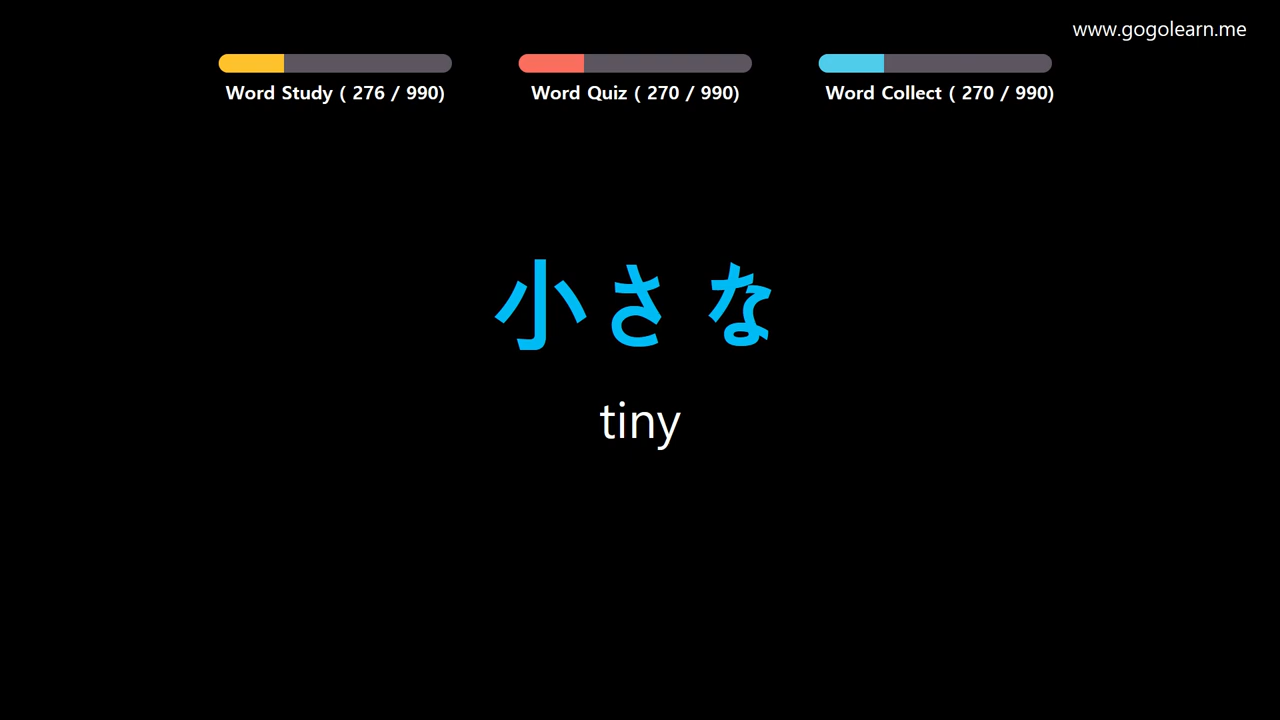 www.gogolearn.me
Word Study ( 276 / 990)
Word Quiz ( 270 / 990)
Word Collect ( 270 / 990)
小さな
tiny